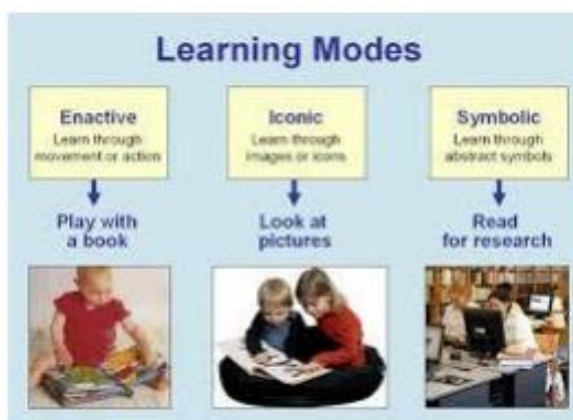 Learning Modes
Enactive
Learn through
movement or action
Iconic
Learn through
images or icons
Symbolic
Learn through
abstract symbols
Play with
a book
Look at
pictures
Read
for research